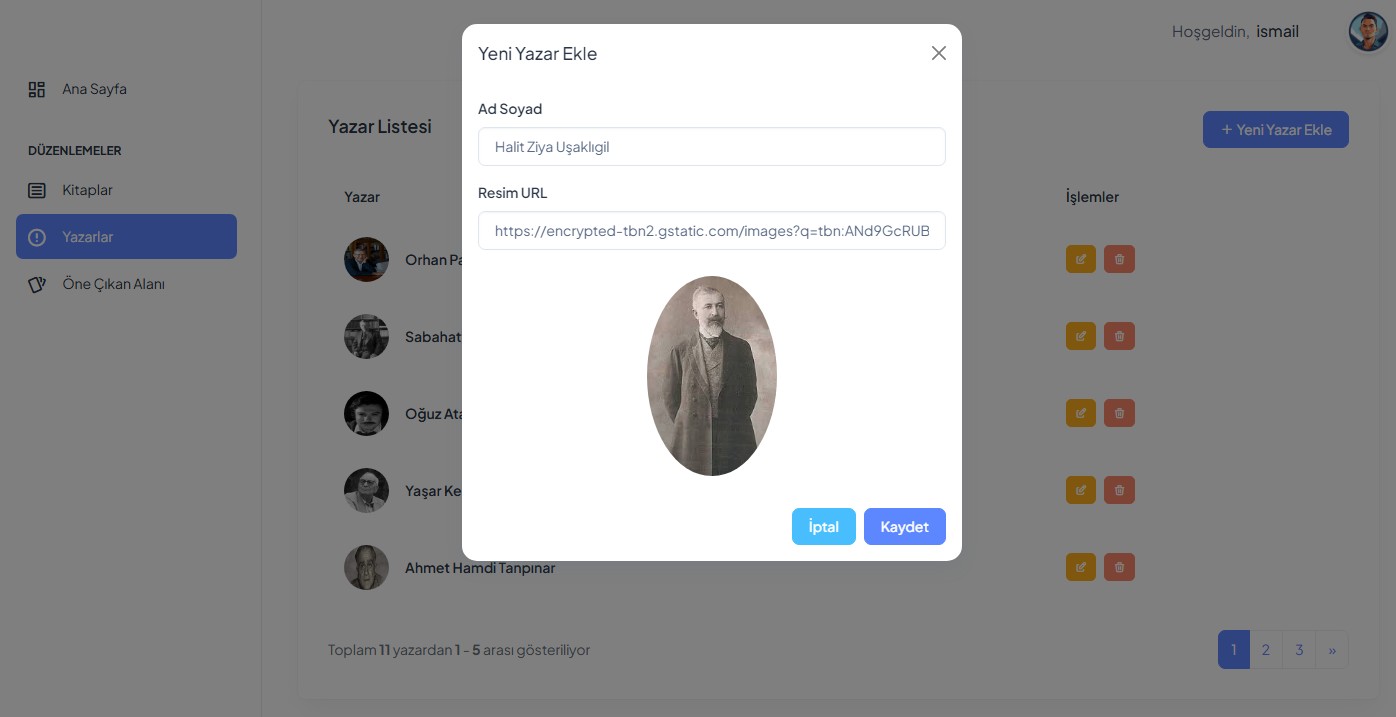 Hoşgeldin, ismail
Ana Sayfa
DÜZENLEMELER
Kitaplar
Yazarlar
Öne Çıkan Alanı
Yazar Listesi
+ Yeni Yazar Ekle
Yazar
İşlemler
Orhan Pa
Sabahat
Oğuz Ata
Yaşar Ke
Ahmet Hamdi Tanpınar
Toplam 11 yazardan 1 - 5 arası gösteriliyor
1 2 3 »
Yeni Yazar Ekle
Ad Soyad
Halit Ziya Uşaklıgil
Resim URL
https://encrypted-tbn2.gstatic.com/images?q=tbn:ANd9GcRUB
İptal
Kaydet